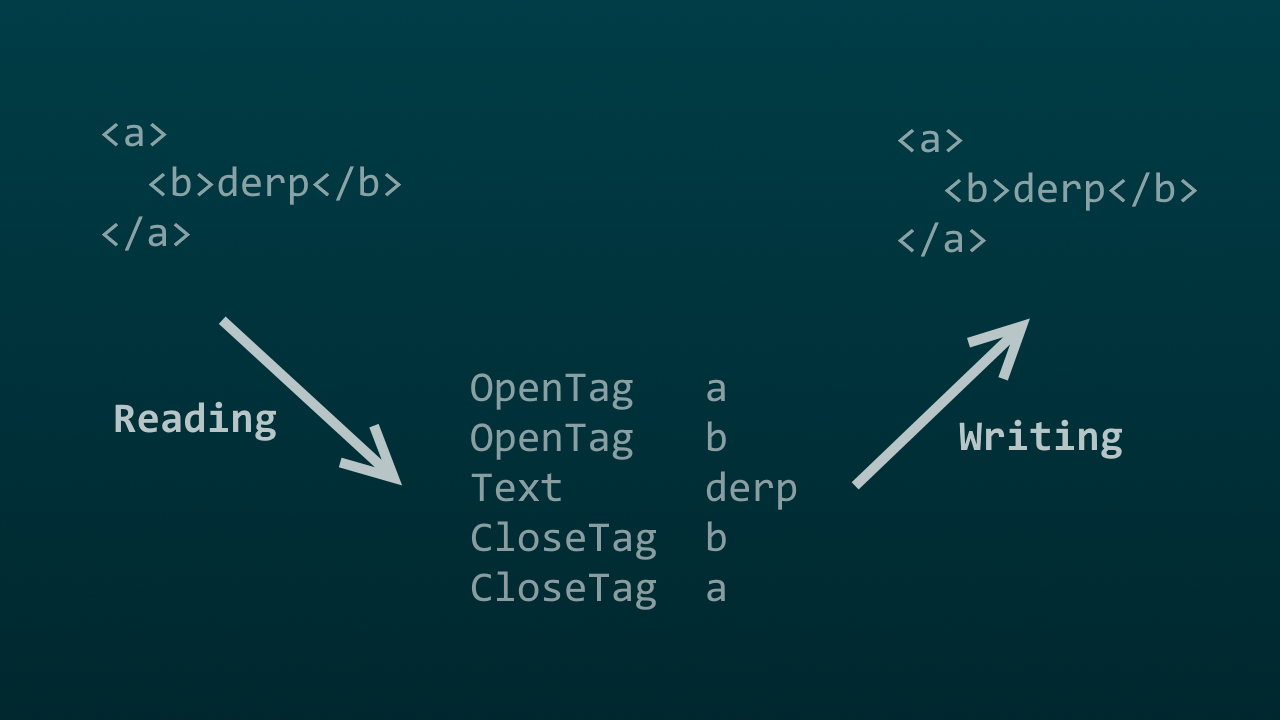 <a>
  <b>derp</b>
</a>
Reading
OpenTag   a
OpenTag   b
Text      derp
CloseTag  b
CloseTag  a
<a>
  <b>derp</b>
</a>
Writing